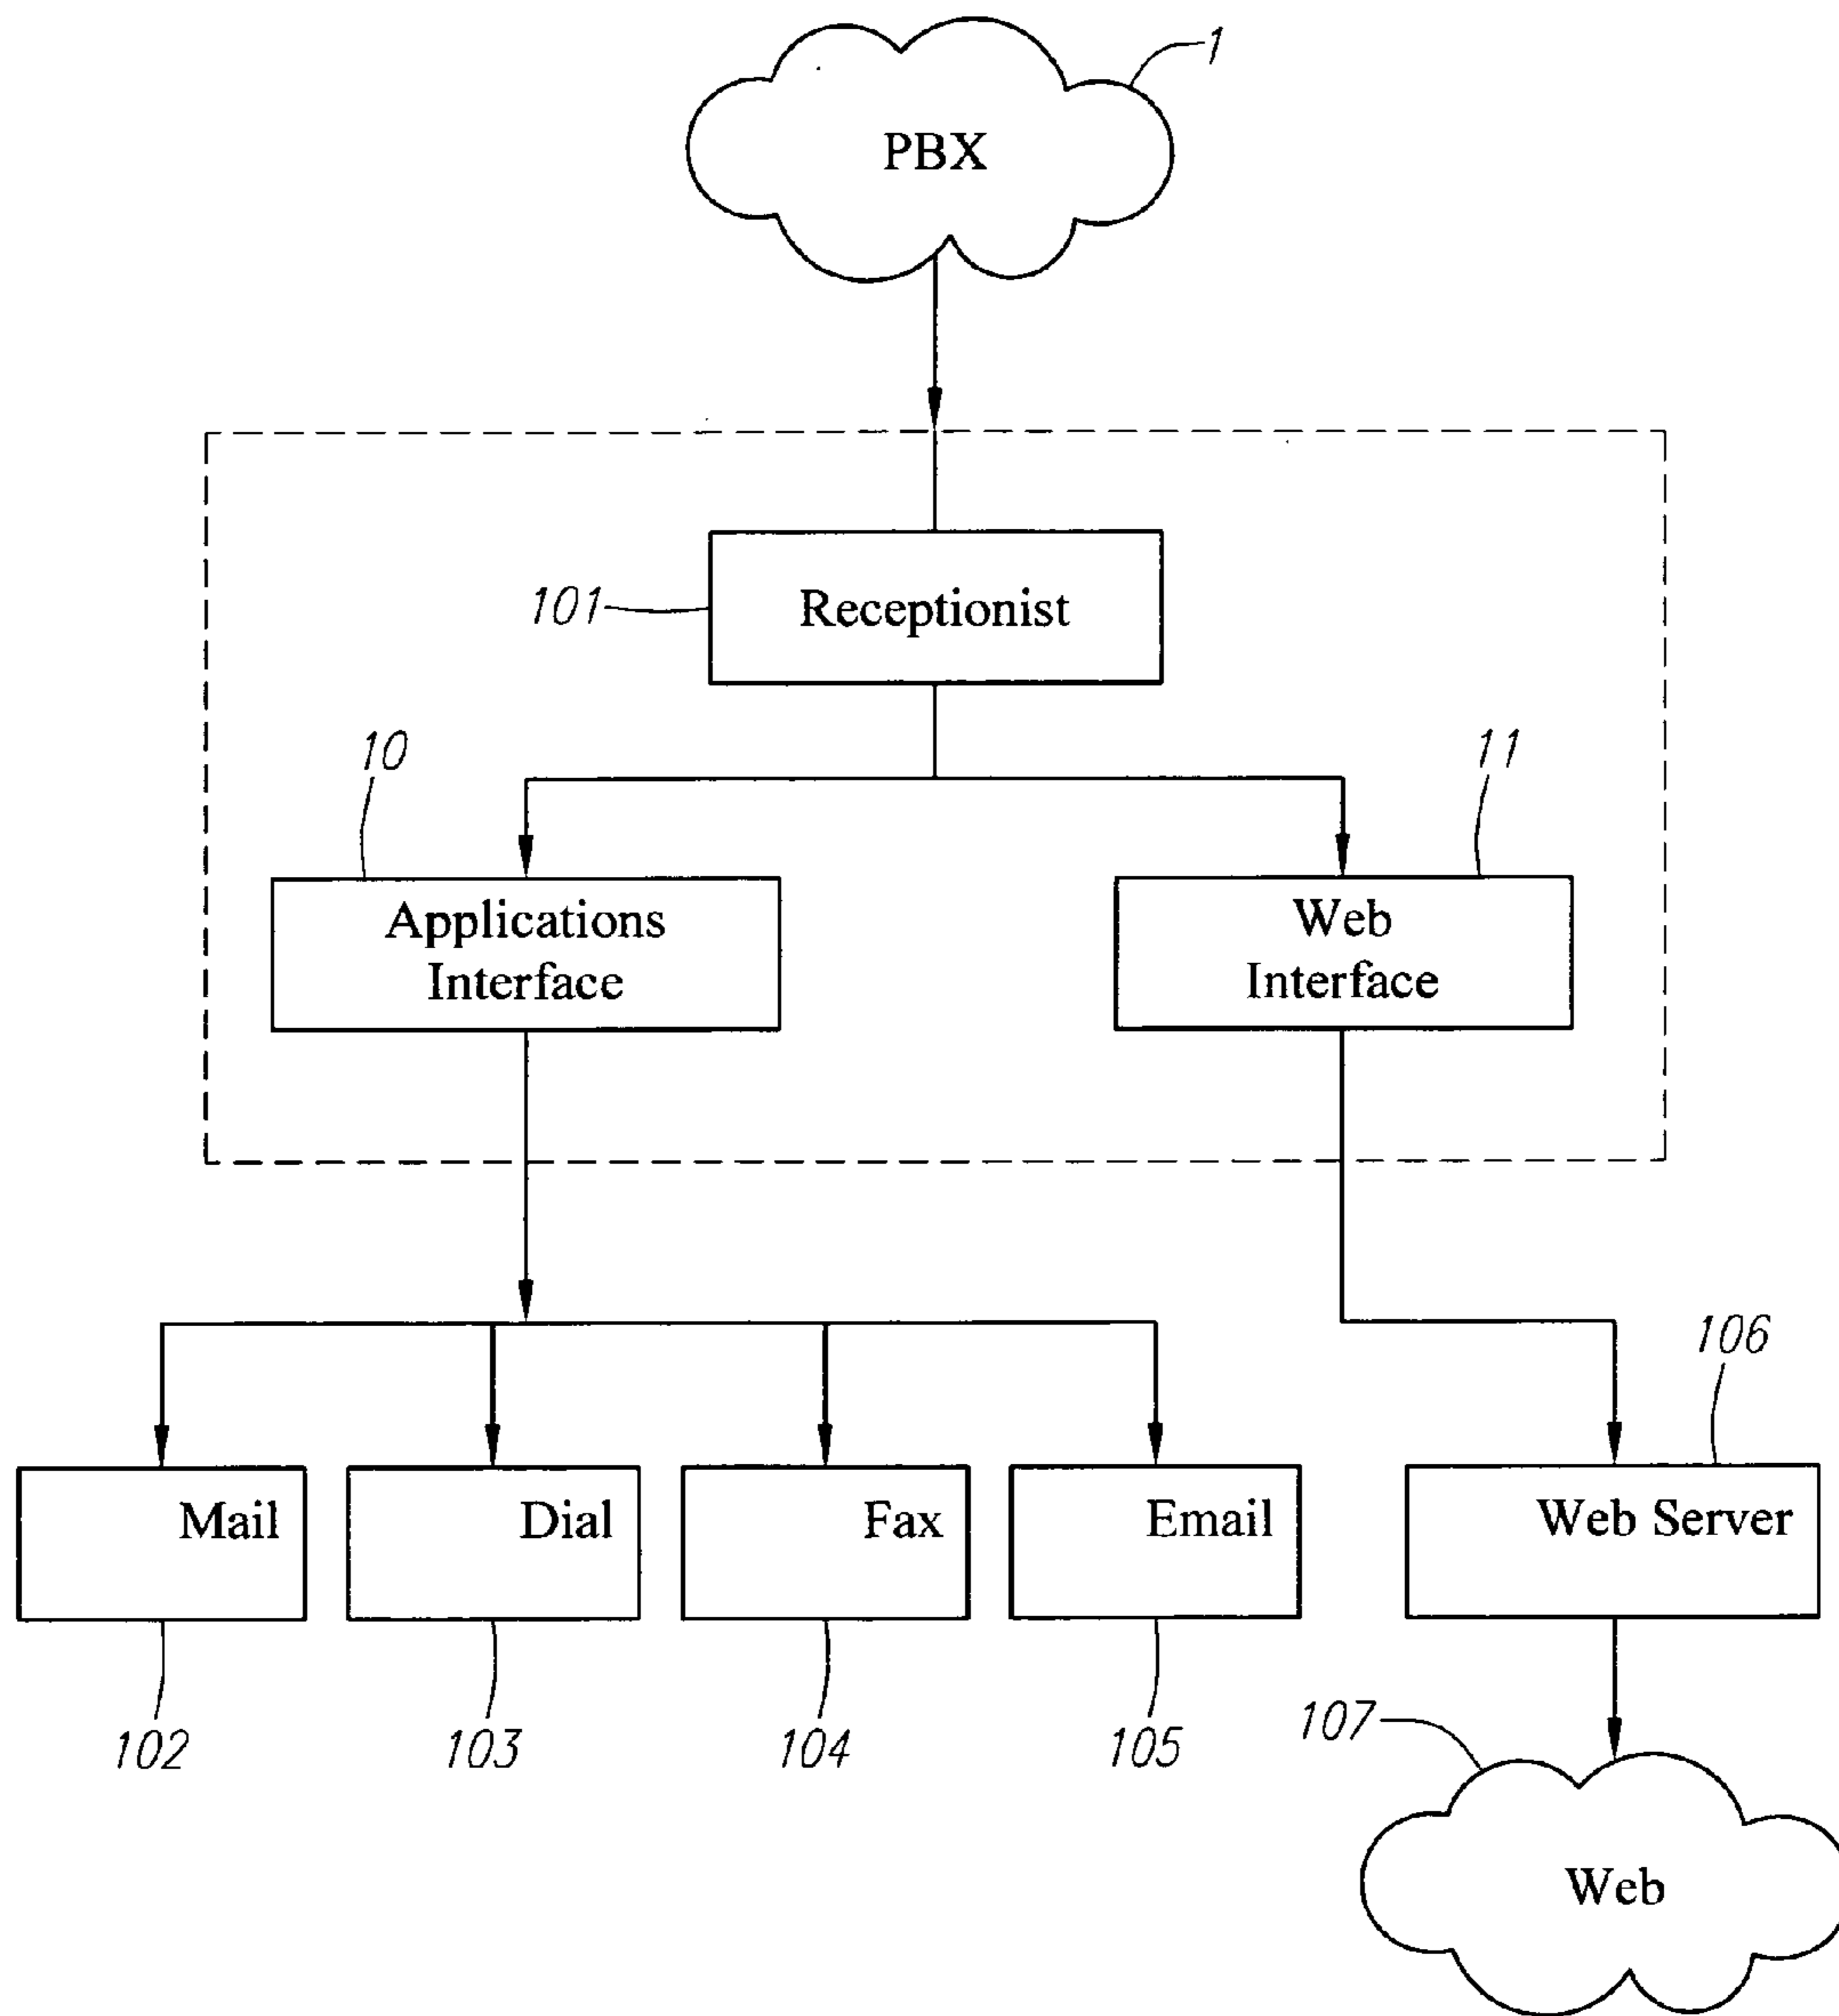 1
PBX
101
Receptionist
10
11
Applications
Interface
Web
Interface
106
Mail
Dial
Fax
Email
Web Server
102
103
104
105
107
Web